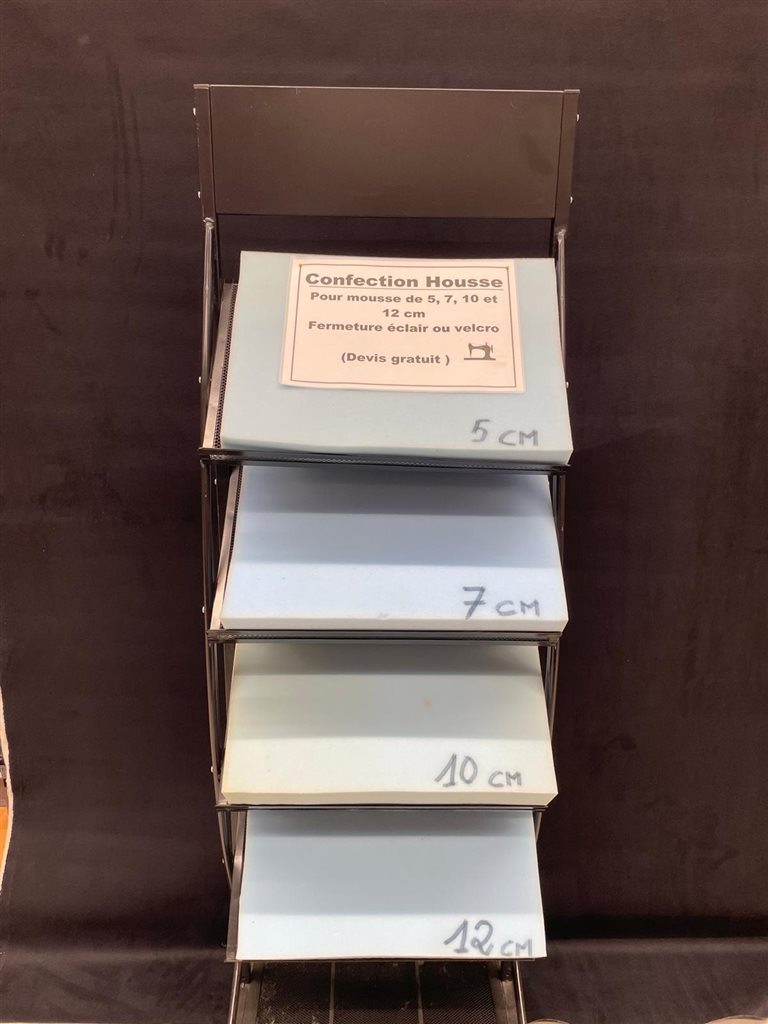 Confection Housse
Pour mousse de 5, 7, 10 et
12 cm
Fermeture éclair ou velcro
(Devis gratuit )
5 CM
7 CM
10 CM
12 CM